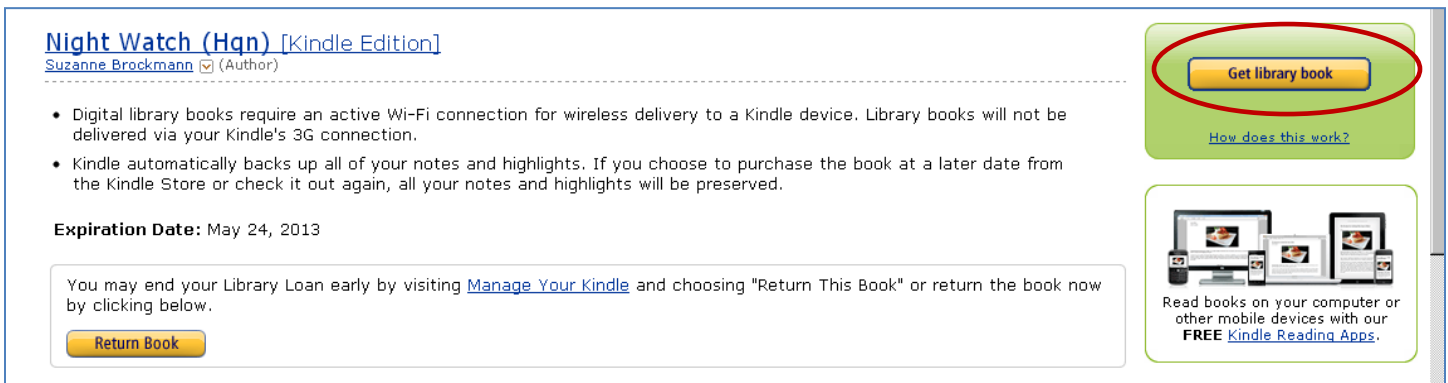 Night Watch (Hqn) [Kindle Edition]
Suzanne Brockmann (Author)
• Digital library books require an active Wi-Fi connection for wireless delivery to a Kindle device. Library books will not be
delivered via your Kindle's 3G connection.
• Kindle automatically backs up all of your notes and highlights. If you choose to purchase the book at a later date from
the Kindle Store or check it out again, all your notes and highlights will be preserved.
Expiration Date: May 24, 2013
You may end your Library Loan early by visiting Manage Your Kindle and choosing "Return This Book" or return the book now
by clicking below.
Return Book
Get library book
How does this work?
Read books on your computer or
other mobile devices with our
FREE Kindle Reading Apps.